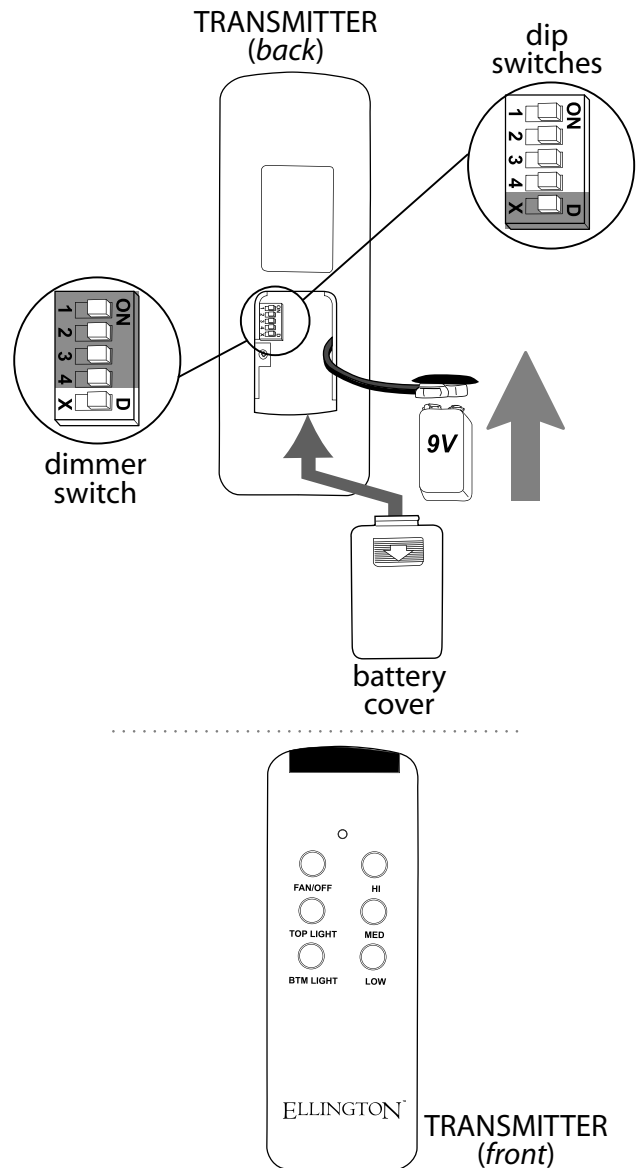 TRANSMITTER
(back)
dip
switches
ON
1
2
3
4
X D
ON
1
2
3
4
X D
dimmer
switch
9V
battery
cover
FAN/OFF HI
TOP LIGHT MED
BTM LIGHT LOW
ELLINGTON™
TRANSMITTER
(front)